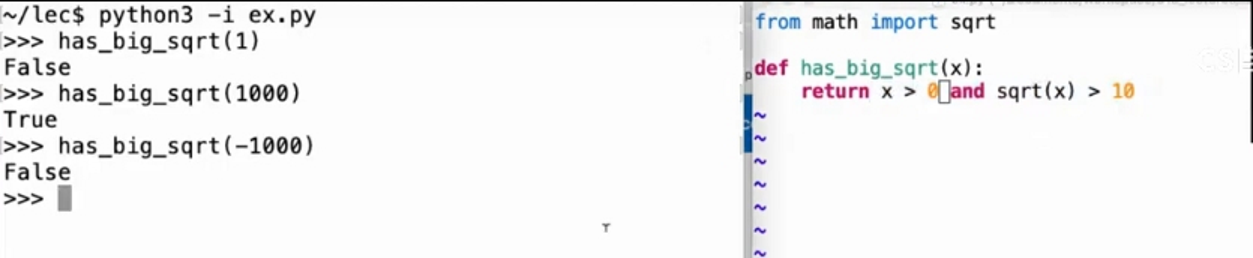 ~/lec$ python3 -i ex.py
>>> has_big_sqrt(1)
False
>>> has_big_sqrt(1000)
True
>>> has_big_sqrt(-1000)
False
>>>
from math import sqrt
def has_big_sqrt(x):
    return x > 0 and sqrt(x) > 10
~
~
~
~
~
~
~